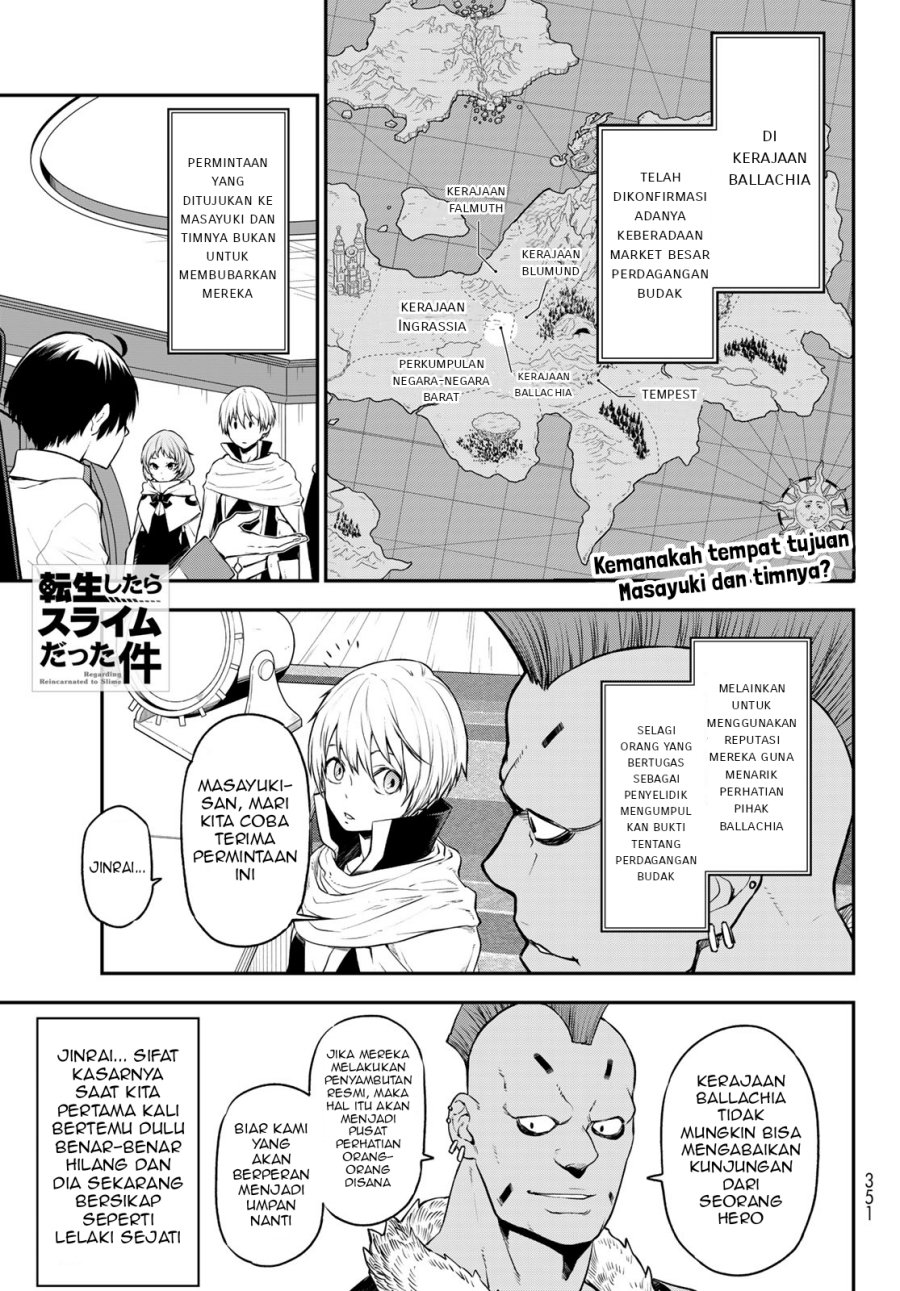 DI
KERAJAAN
BALLACHIA
TELAH
DIKONFIRMASI
ADANYA
KEBERADAAN
MARKET BESAR
PERDAGANGAN
BUDAK
KERAJAAN
FALMUTH
KERAJAAN
BLUMUND
KERAJAAN
INGRASSIA
PERKUMPULAN
NEGARA-NEGARA
BARAT
KERAJAAN
BALLACHIA
TEMPEST
Kemanakah tempat tujuan
Masayuki dan timnya?
PERMINTAAN
YANG
DITUJUKAN KE
MASAYUKI DAN
TIMNYA BUKAN
UNTUK
MEMBUBARKAN
MEREKA
転生したら
スライム
だった件
Regarding
Reincarnated to Slime
MELAINKAN
UNTUK
MENGGUNAKAN
REPUTASI
MEREKA GUNA
MENARIK
PERHATIAN
PIHAK
BALLACHIA
SELAGI
ORANG YANG
BERTUGAS
SEBAGAI
PENYELIDIK
MENGUMPUL
KAN BUKTI
TENTANG
PERDAGANGAN
BUDAK
MASAYUKI-
SAN, MARI
KITA COBA
TERIMA
PERMINTAAN
INI
JINRAI...
KERAJAAN
BALLACHIA
TIDAK
MUNGKIN BISA
MENGABAIKAN
KUNJUNGAN
DARI
SEORANG
HERO
JIKA MEREKA
MELAKUKAN
PENYAMBUTAN
RESMI, MAKA
HAL ITU AKAN
MENJADI
PUSAT
PERHATIAN
ORANG-
ORANG
DISANA
BIAR KAMI
YANG
AKAN
BERPERAN
MENJADI
UMPAN
NANTI
JINRAI... SIFAT
KASARNYA
SAAT KITA
PERTAMA KALI
BERTEMU DULU
BENAR-BENAR
HILANG DAN
DIA SEKARANG
BERSIKAP
SEPERTI
LELAKI SEJATI
351